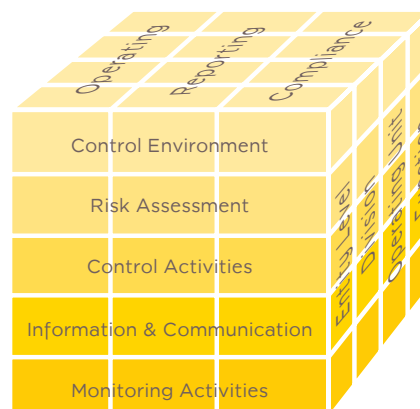 Operating
Reporting
Compliance
Control Environment
Risk Assessment
Control Activities
Information & Communication
Monitoring Activities
Entity Level
Division
Operating Unit